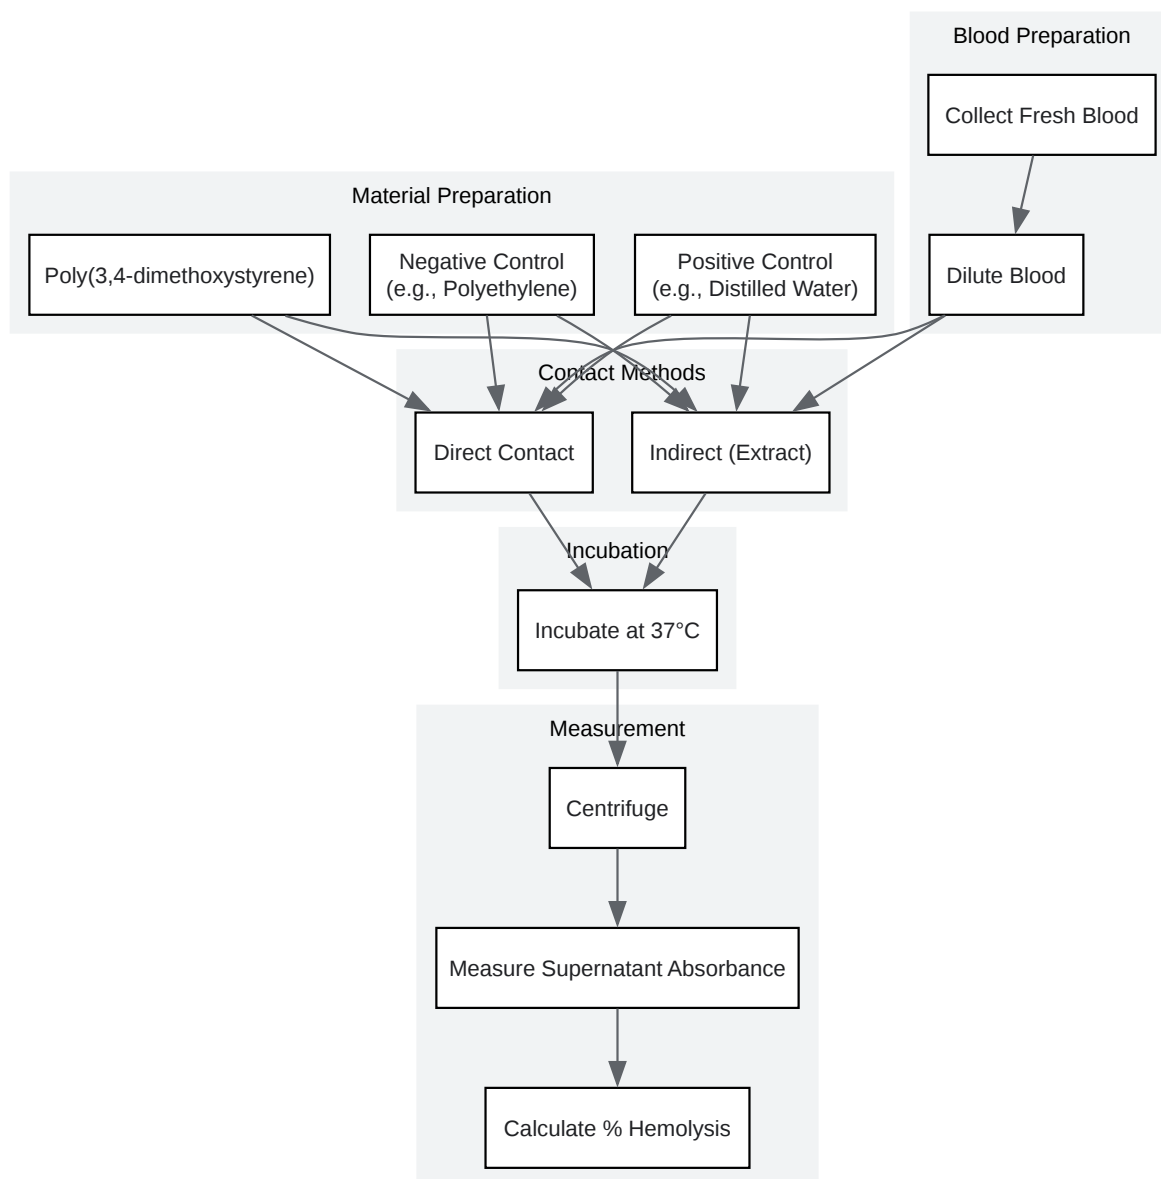 Blood Preparation
Collect Fresh Blood
Material Preparation
Poly(3,4-dimethoxystyrene)
Negative Control
(e.g., Polyethylene)
Positive Control
(e.g., Distilled Water)
Dilute Blood
Contact Methods
Direct Contact
Indirect (Extract)
Incubation
Incubate at 37°C
Measurement
Centrifuge
Measure Supernatant Absorbance
Calculate % Hemolysis